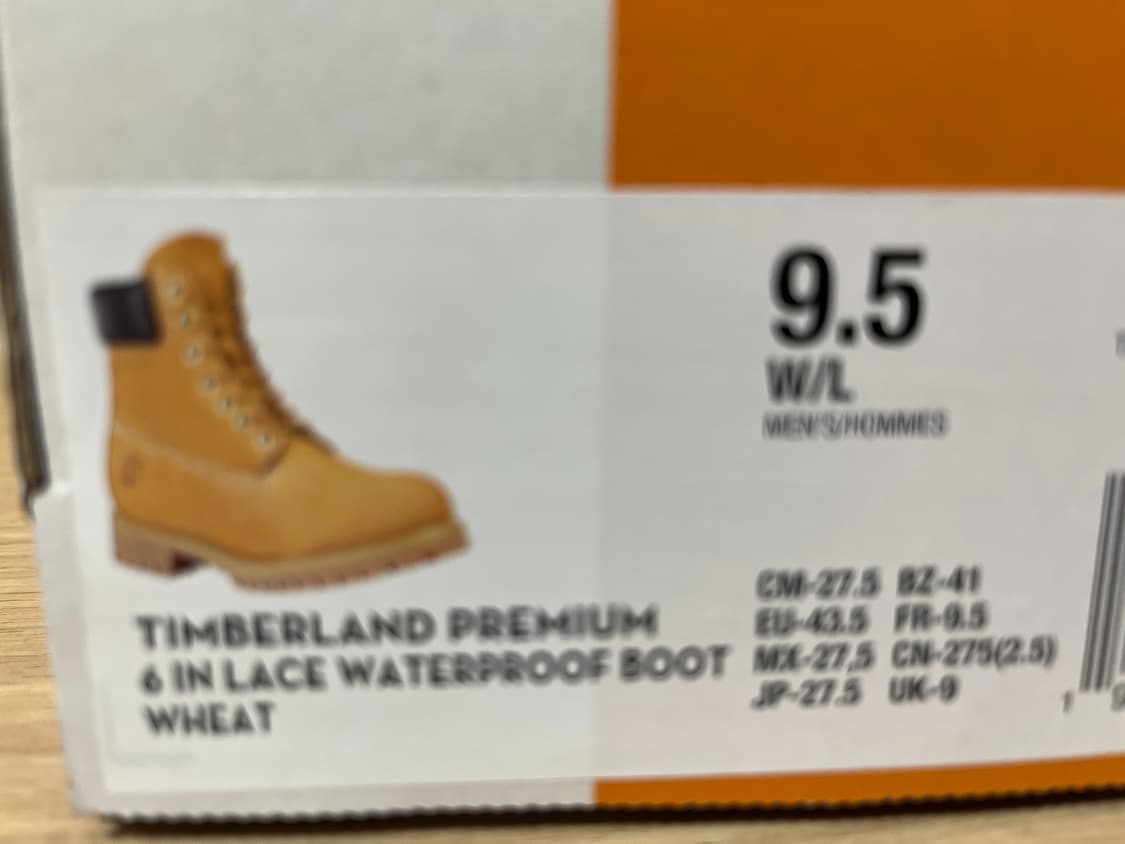 9.5
W/L
MEN'S/HOMMES
CM-27.5 BZ-41
EU-43.5 FR-9.5
MX-27,5 CN-275(2.5)
JP-27.5 UK-9
TIMBERLAND PREMIUM
6 IN LACE WATERPROOF BOOT
WHEAT
1